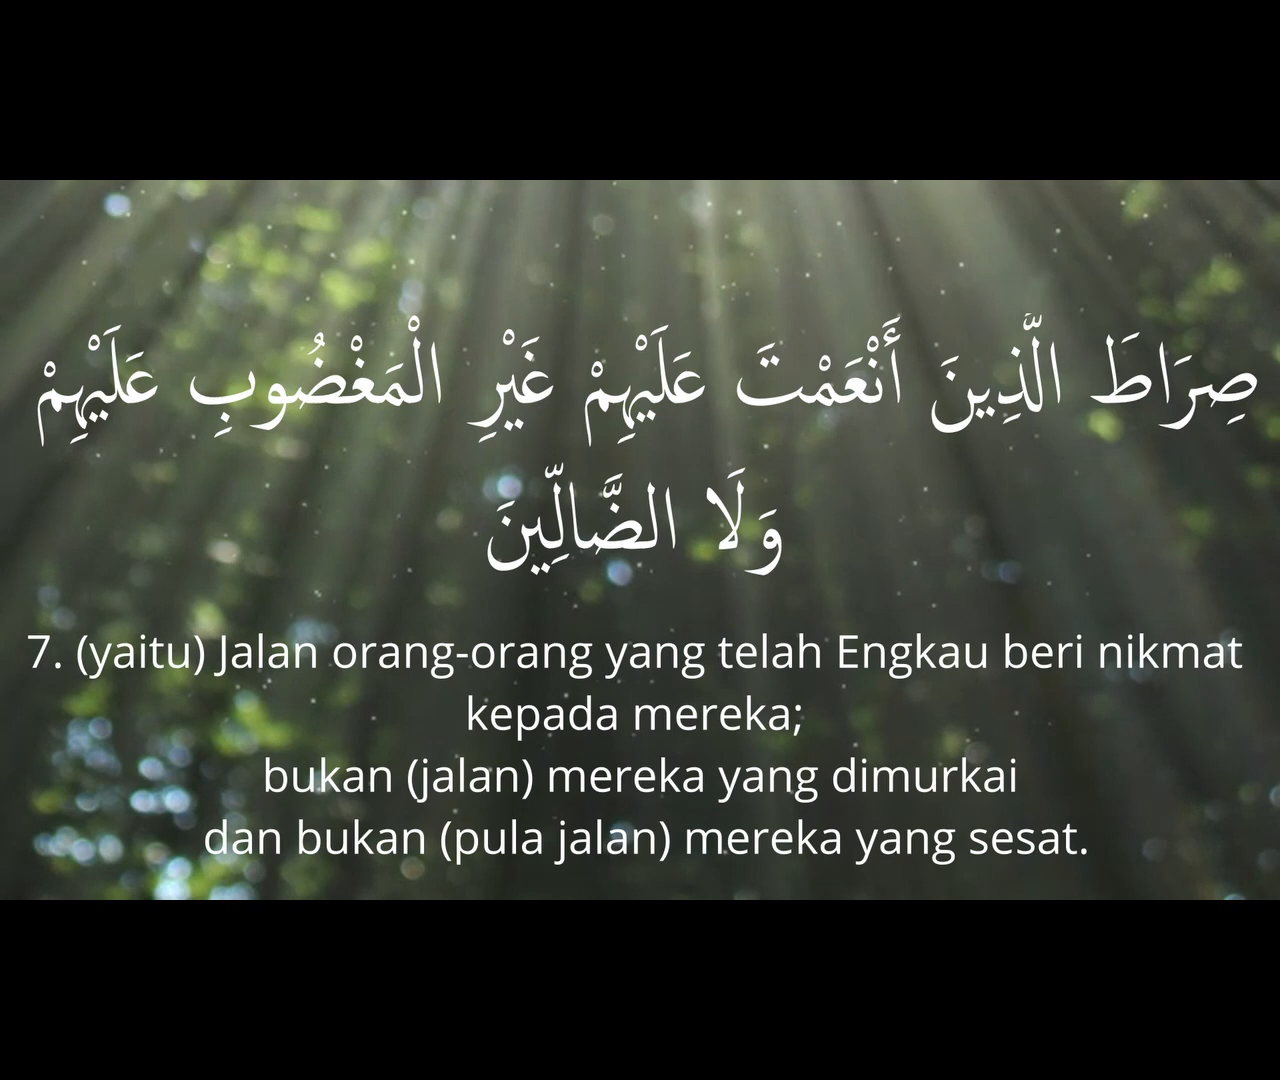 صِرَاطَ الَّذِينَ أَنْعَمْتَ عَلَيْهِمْ غَيْرِ الْمَغْضُوبِ عَلَيْهِمْ
وَلَا الضَّالِّينَ
7. (yaitu) Jalan orang-orang yang telah Engkau beri nikmat
kepada mereka;
bukan (jalan) mereka yang dimurkai
dan bukan (pula jalan) mereka yang sesat.